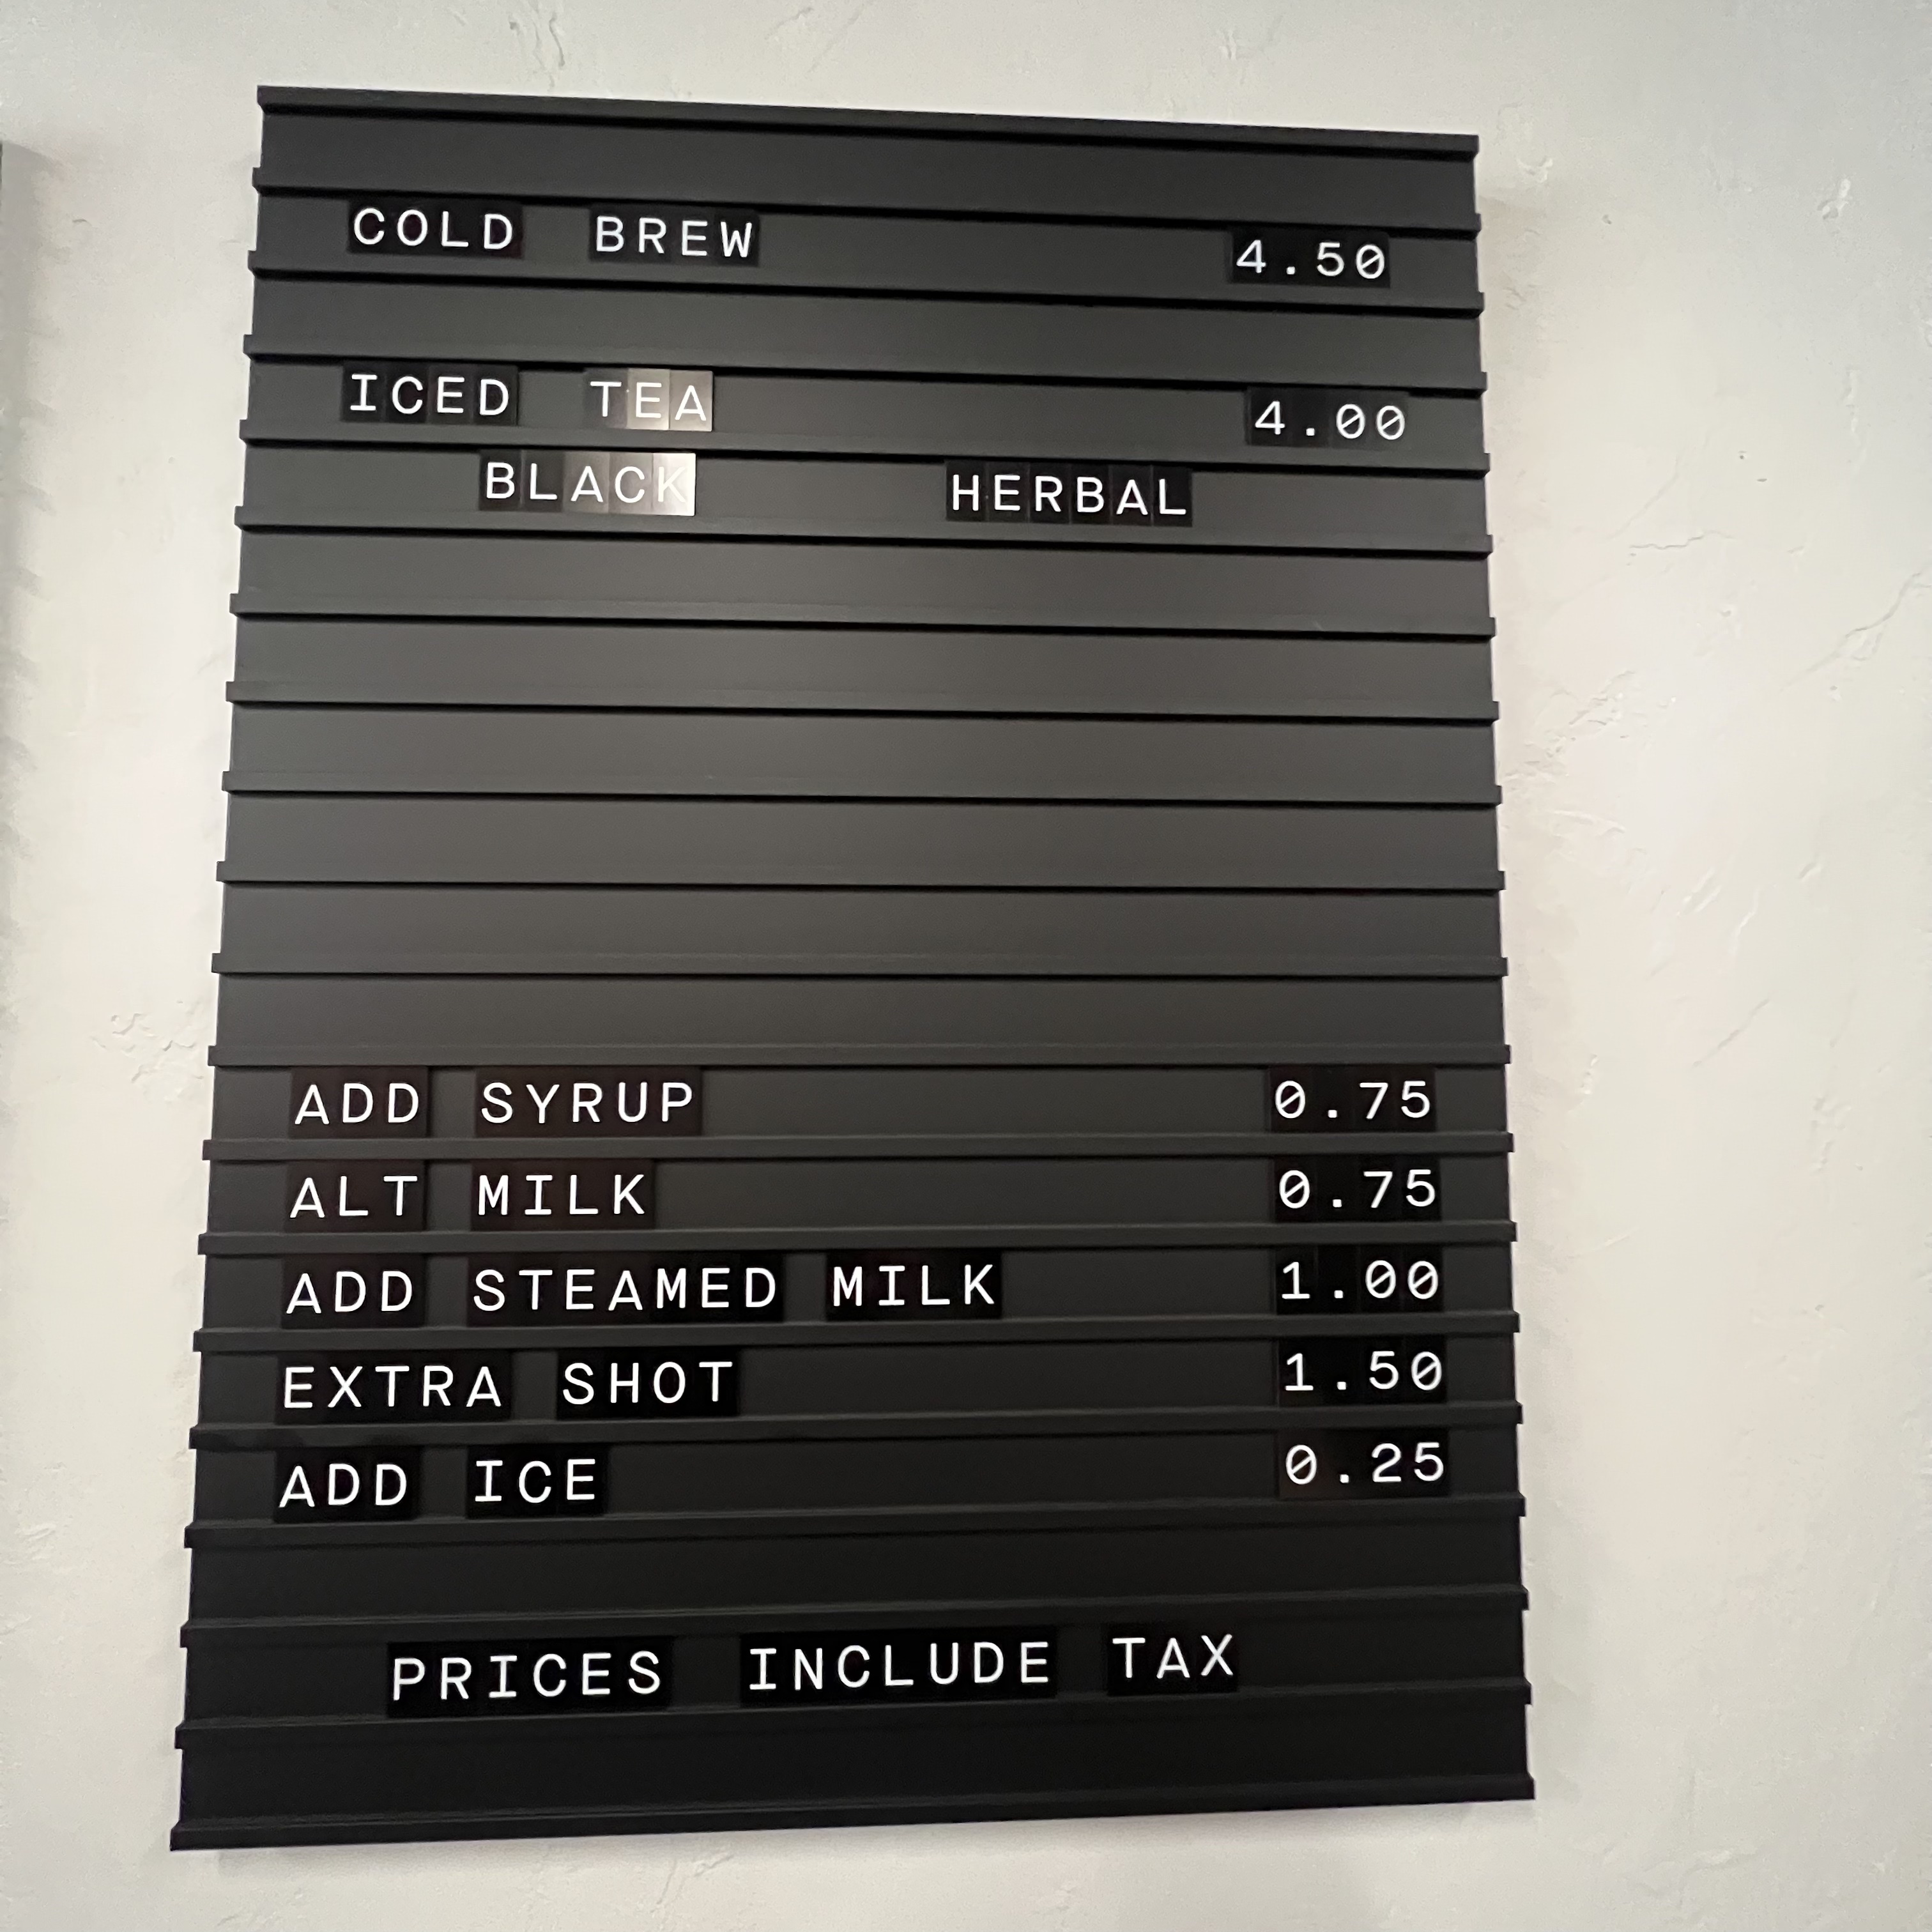 COLD BREW 4.50
ICED TEA 4.00
BLACK HERBAL
ADD SYRUP 0.75
ALT MILK 0.75
ADD STEAMED MILK 1.00
EXTRA SHOT 1.50
ADD ICE 0.25
PRICES INCLUDE TAX